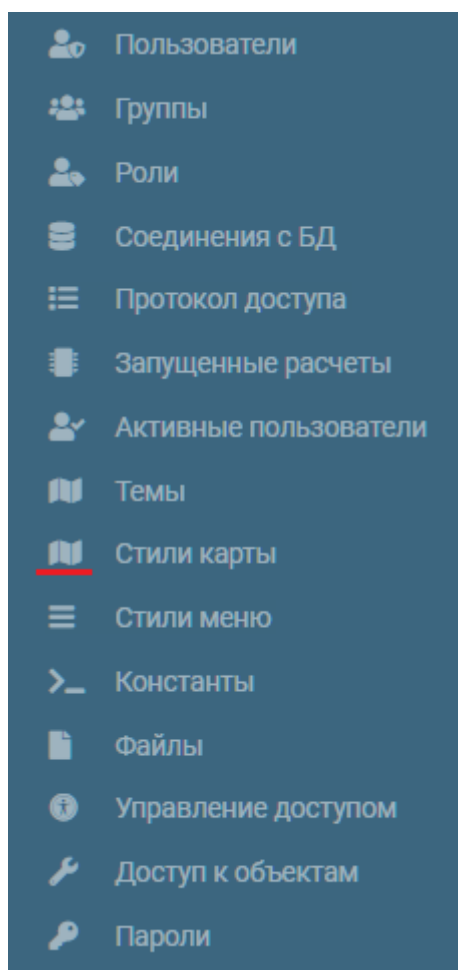 Пользователи
Группы
Роли
Соединения с БД
Протокол доступа
Запущенные расчеты
Активные пользователи
Темы
Стили карты
Стили меню
Константы
Файлы
Управление доступом
Доступ к объектам
Пароли